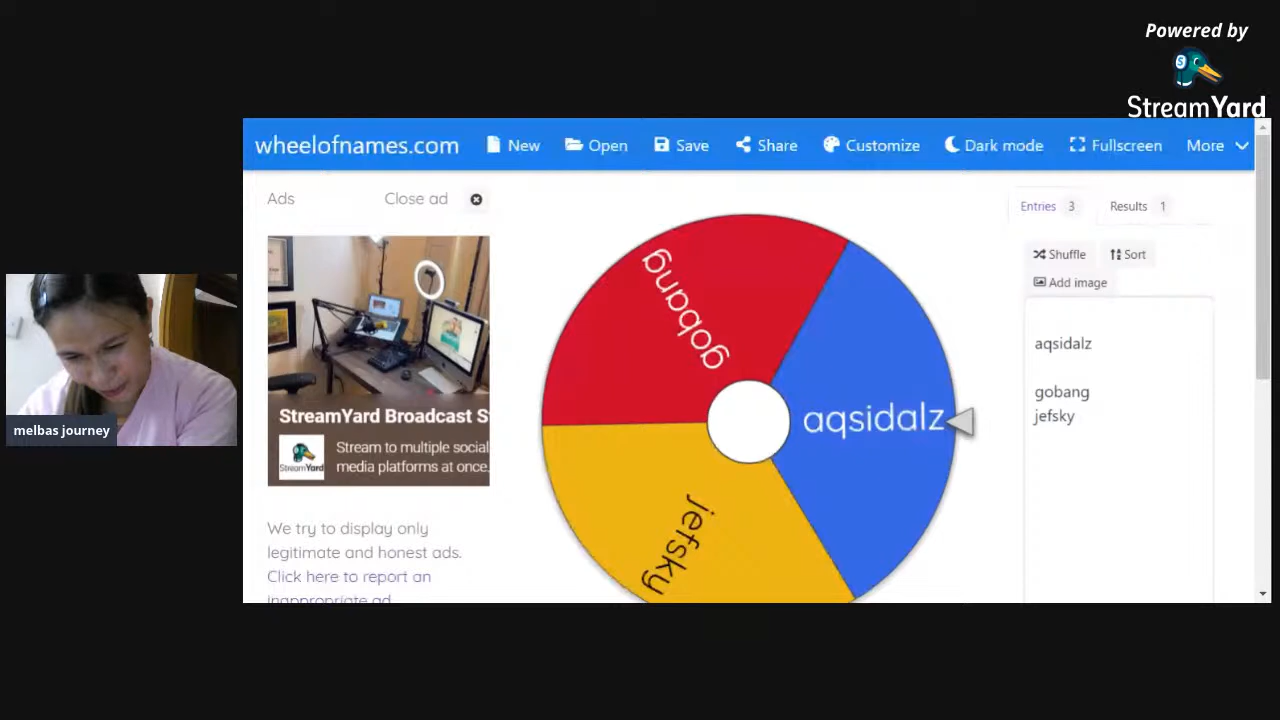 Powered by
StreamYard
wheelofnames.com New Open Save Share Customize Dark mode Fullscreen More
Ads Close ad
StreamYard Broadcast S
StreamYard
Stream to multiple social
media platforms at once.
We try to display only
legitimate and honest ads.
Click here to report an
inappropriate ad
gobang
aqsidalz
jefsky
Entries 3 Results 1
Shuffle Sort
Add image
aqsidalz
gobang
jefsky
melbas journey